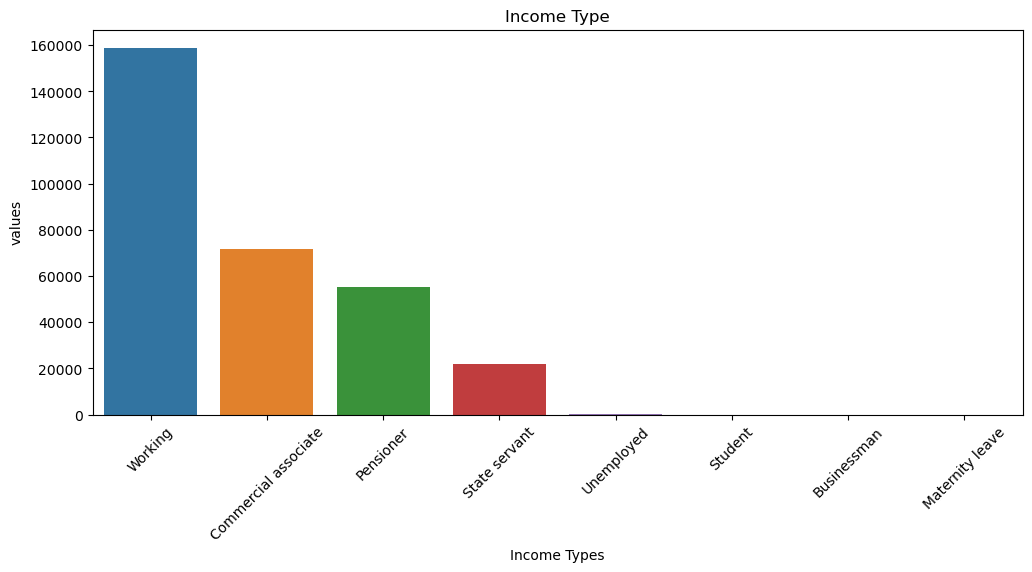 Income Type
values
160000
140000
120000
100000
80000
60000
40000
20000
0
Working
Commercial associate
Pensioner
State servant
Unemployed
Student
Businessman
Maternity leave
Income Types